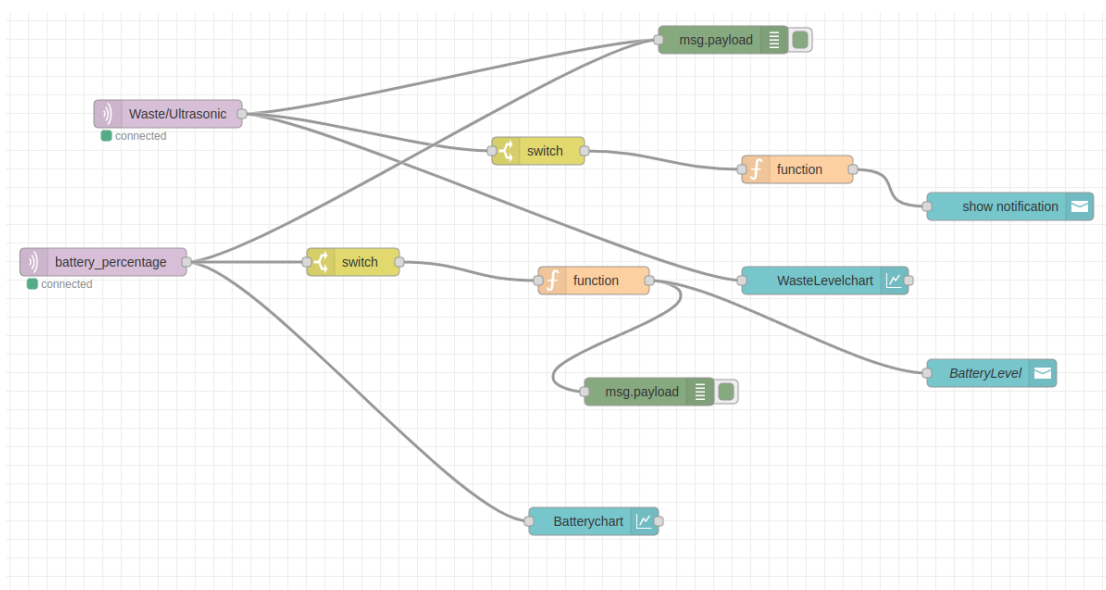 msg.payload
Waste/Ultrasonic
connected
switch
function
show notification
battery_percentage
connected
switch
function
WasteLevelchart
BatteryLevel
msg.payload
Batterychart